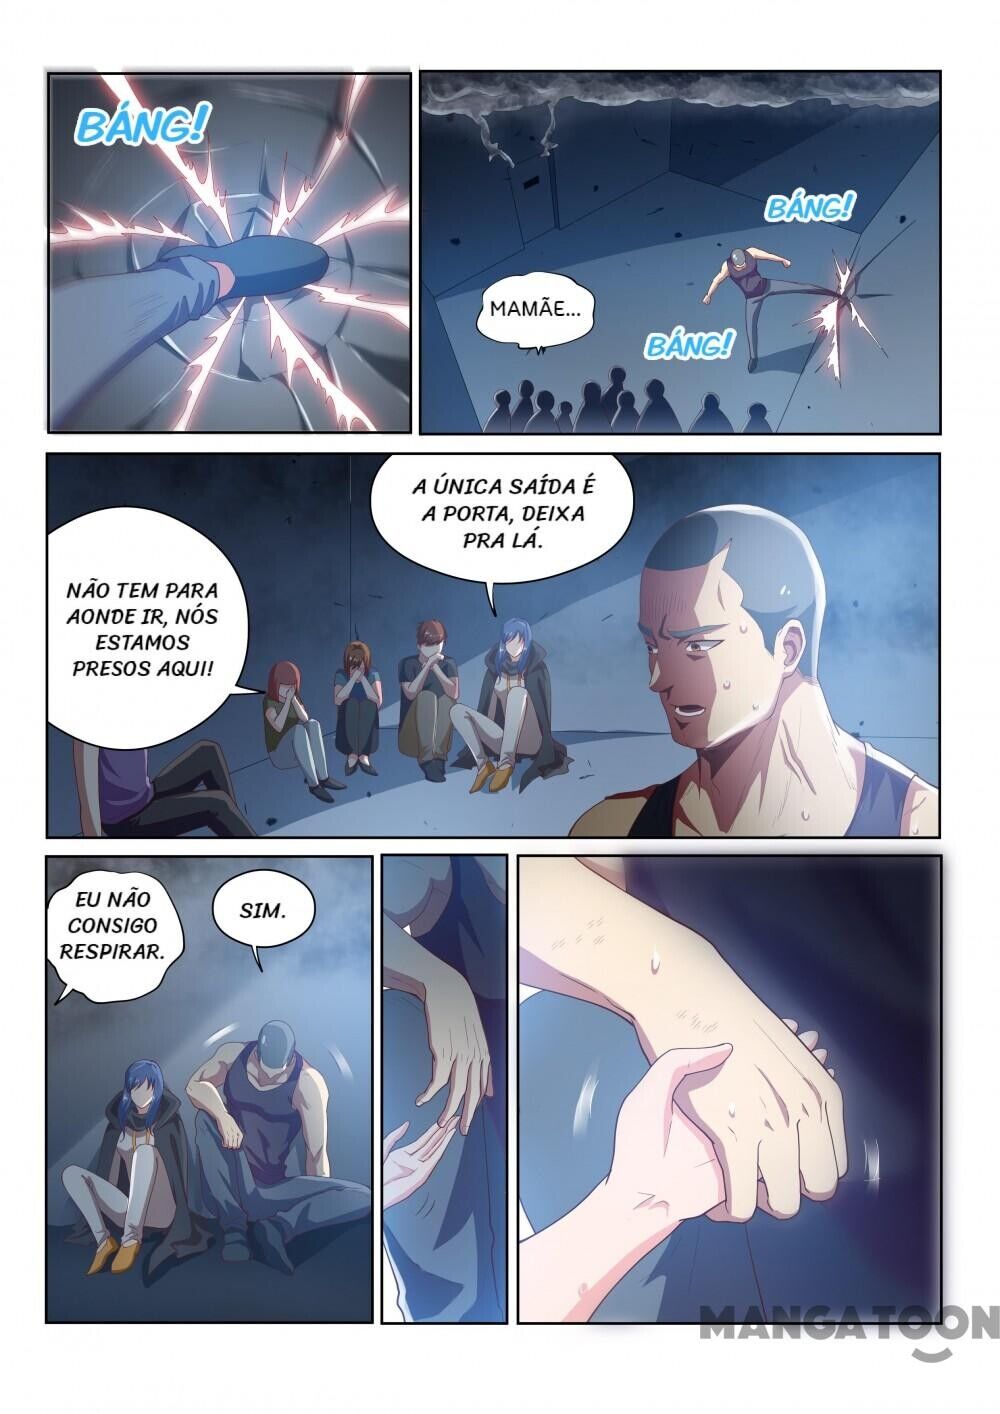 BÁNG!
BÁNG!
MAMÃE...
BÁNG!
A ÚNICA SAÍDA É
A PORTA, DEIXA
PRA LÁ.
NÃO TEM PARA
AONDE IR, NÓS
ESTAMOS
PRESOS AQUI!
EU NÃO
CONSIGO
RESPIRAR.
SIM.
MANGATOON